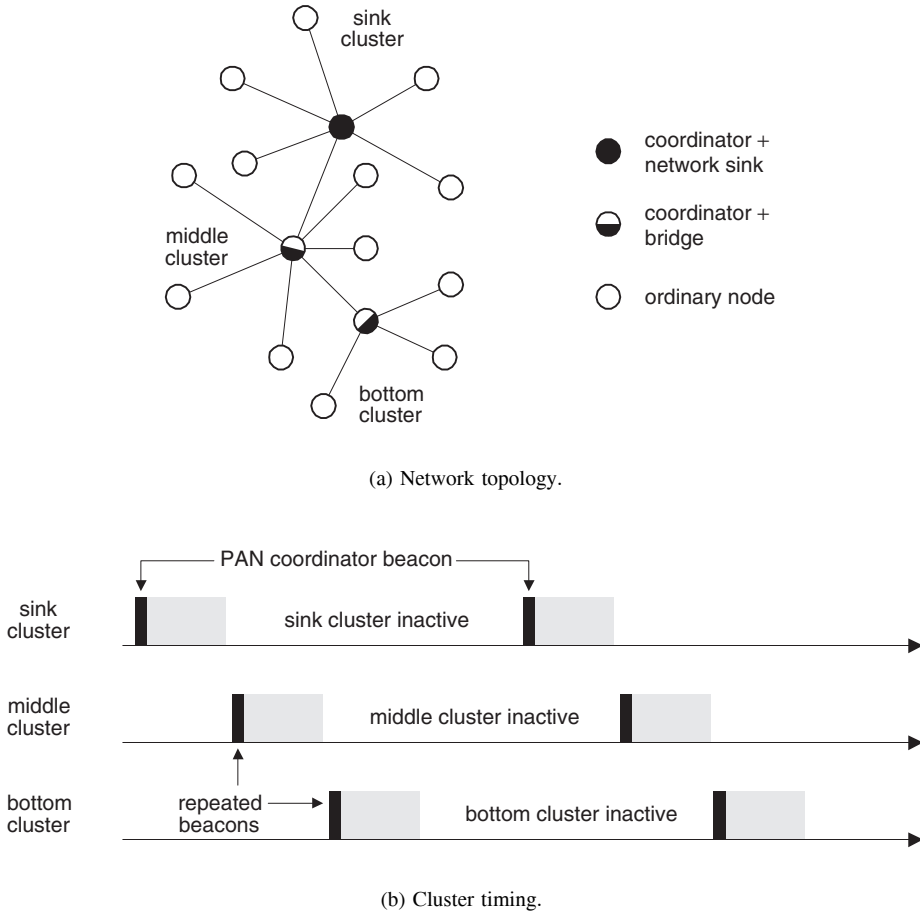 sink
cluster
coordinator +
network sink
coordinator +
bridge
middle
cluster
ordinary node
bottom
cluster
(a) Network topology.
PAN coordinator beacon
sink
cluster
sink cluster inactive
middle
cluster
middle cluster inactive
bottom
cluster
repeated
beacons
bottom cluster inactive
(b) Cluster timing.